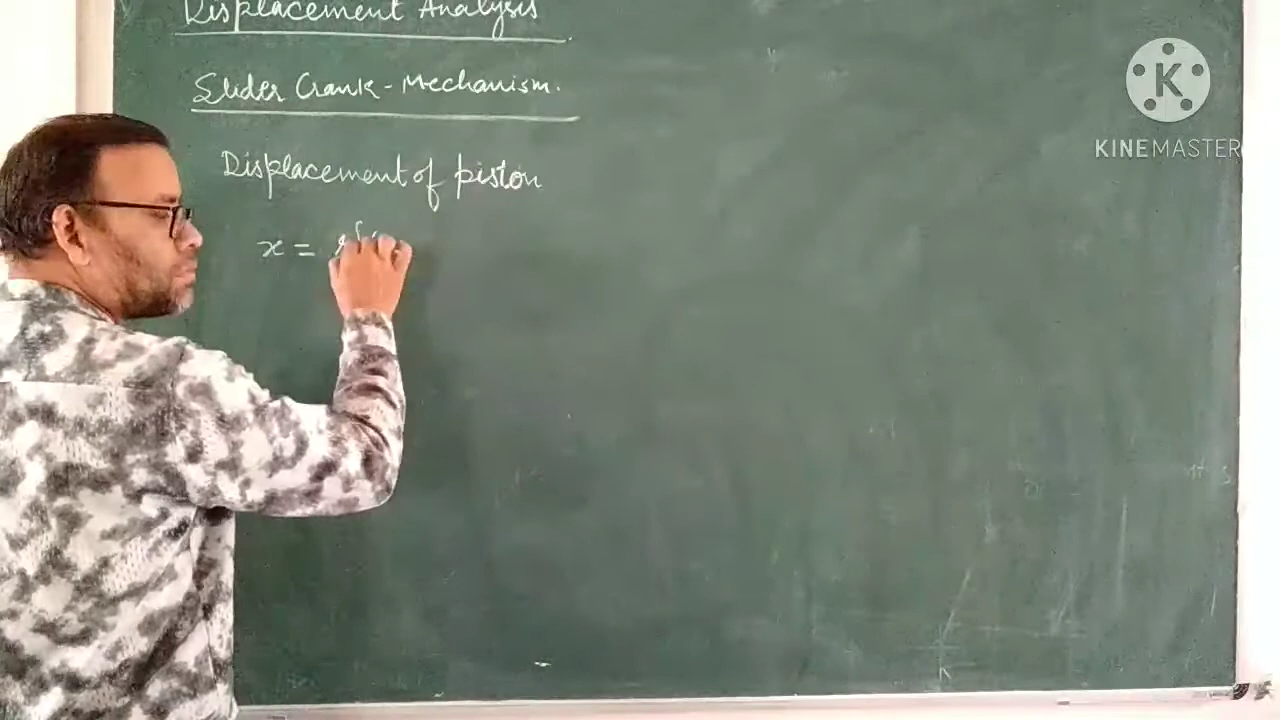 Displacement Analysis
Slider Crank-Mechanism.
Displacement of piston
x =
K
KINEMASTER